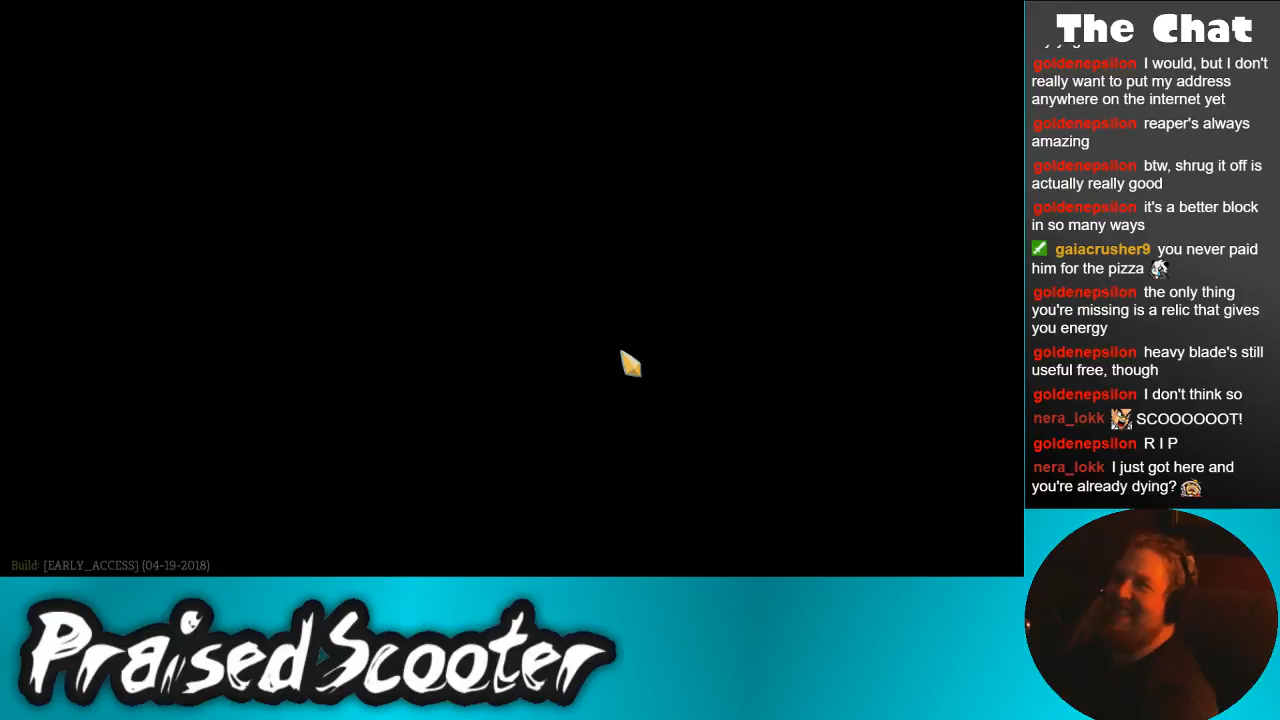 The Chat
goldenepsilon I would, but I don't
really want to put my address
anywhere on the internet yet
goldenepsilon reaper's always
amazing
goldenepsilon btw, shrug it off is
actually really good
goldenepsilon it's a better block
in so many ways
gaiacrusher9 you never paid
him for the pizza
goldenepsilon the only thing
you're missing is a relic that gives
you energy
goldenepsilon heavy blade's still
useful free, though
goldenepsilon I don't think so
nera_lokk SCOOOOOOT!
goldenepsilon R I P
nera_lokk I just got here and
you're already dying?
Build: [EARLY_ACCESS] (04-19-2018)
PraisedScooter